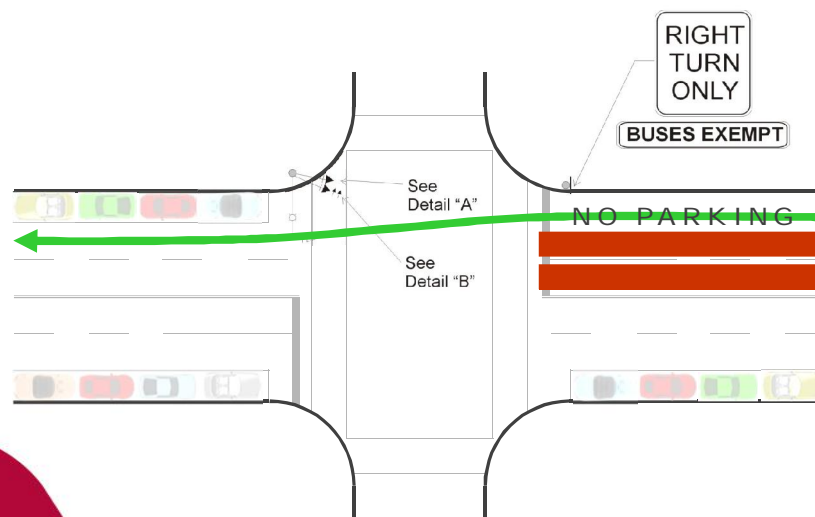 RIGHT
TURN
ONLY
BUSES EXEMPT
See
Detail "A"
NO PARKING
See
Detail "B"